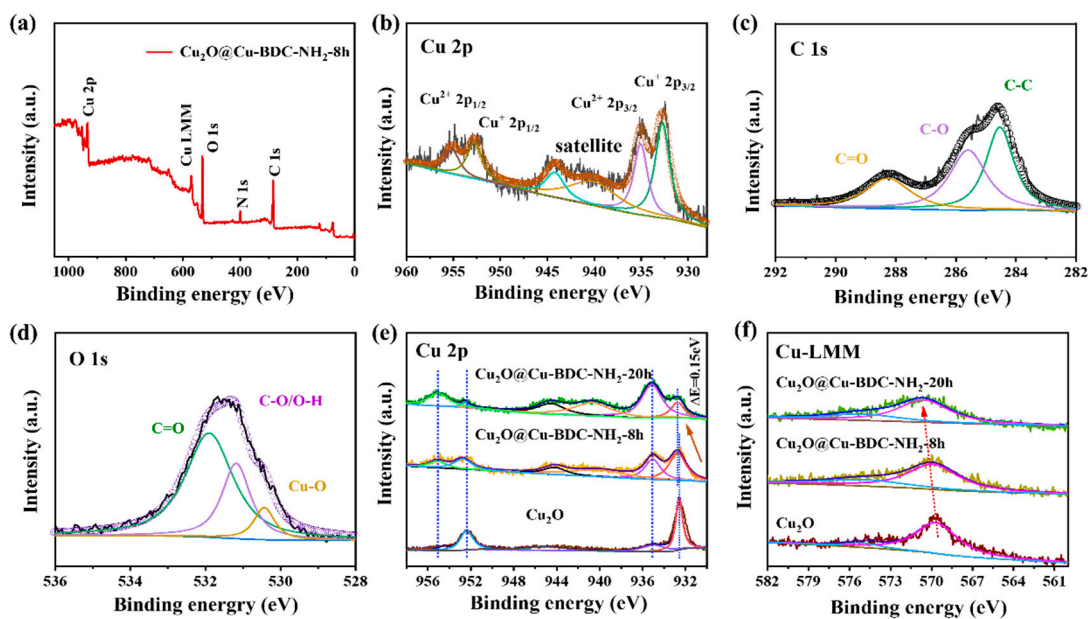 (a)
Cu₂O@Cu-BDC-NH₂-8h
Cu 2p
Cu LMM
O 1s
N 1s
C 1s
Intensity (a.u.)
1000 800 600 400 200 0
Binding energy (eV)
(b)
Cu 2p
Cu²⁺ 2p₁/₂
Cu⁺ 2p₁/₂
satellite
Cu²⁺ 2p₃/₂
Cu⁺ 2p₃/₂
Intensity (a.u.)
960 955 950 945 940 935 930
Binding energy (eV)
(c)
C 1s
C-C
C-O
C=O
Intensity (a.u.)
292 290 288 286 284 282
Binding energy (eV)
(d)
O 1s
C-O/O-H
C=O
Cu-O
Intensity (a.u.)
536 534 532 530 528
Binding enregry (eV)
(e)
Cu 2p
Cu₂O@Cu-BDC-NH₂-20h
ΔE=0.15eV
Cu₂O@Cu-BDC-NH₂-8h
Cu₂O
Intensity (a.u.)
956 952 948 944 940 936 932
Binding energy (eV)
(f)
Cu-LMM
Cu₂O@Cu-BDC-NH₂-20h
Cu₂O@Cu-BDC-NH₂-8h
Cu₂O
Intensity (a.u.)
582 579 576 573 570 567 564 561
Binding energy (eV)